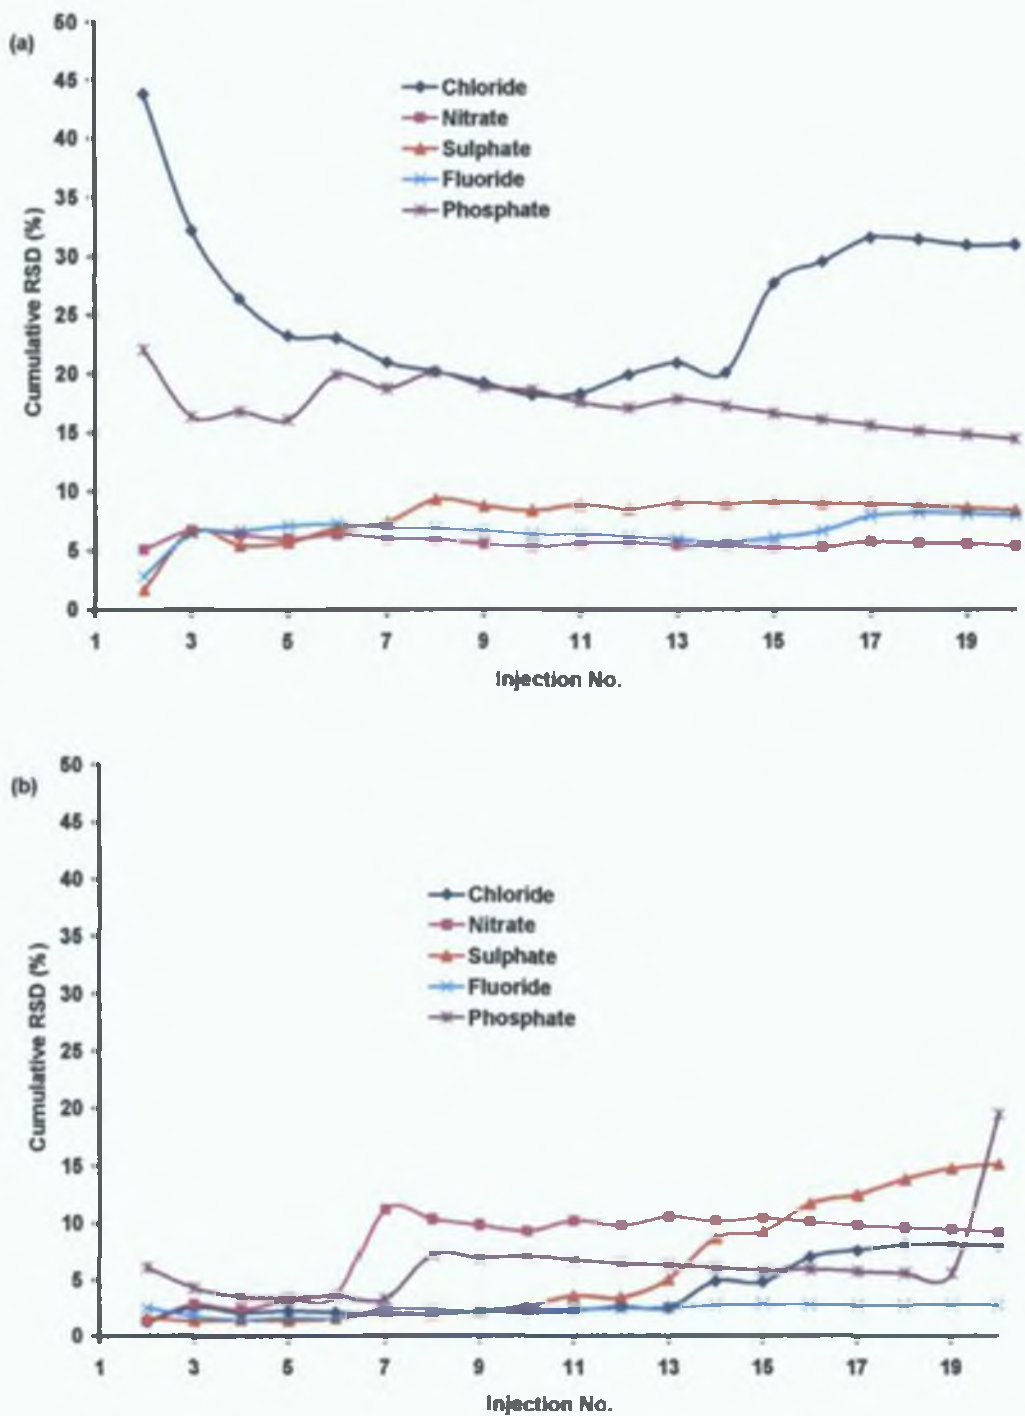 (a)
50
45
40
35
30
25
20
15
10
5
0
Cumulative RSD (%)
Chloride
Nitrate
Sulphate
Fluoride
Phosphate
1 3 5 7 9 11 13 15 17 19
Injection No.
(b)
50
45
40
35
30
25
20
15
10
5
0
Cumulative RSD (%)
Chloride
Nitrate
Sulphate
Fluoride
Phosphate
1 3 5 7 9 11 13 15 17 19
Injection No.